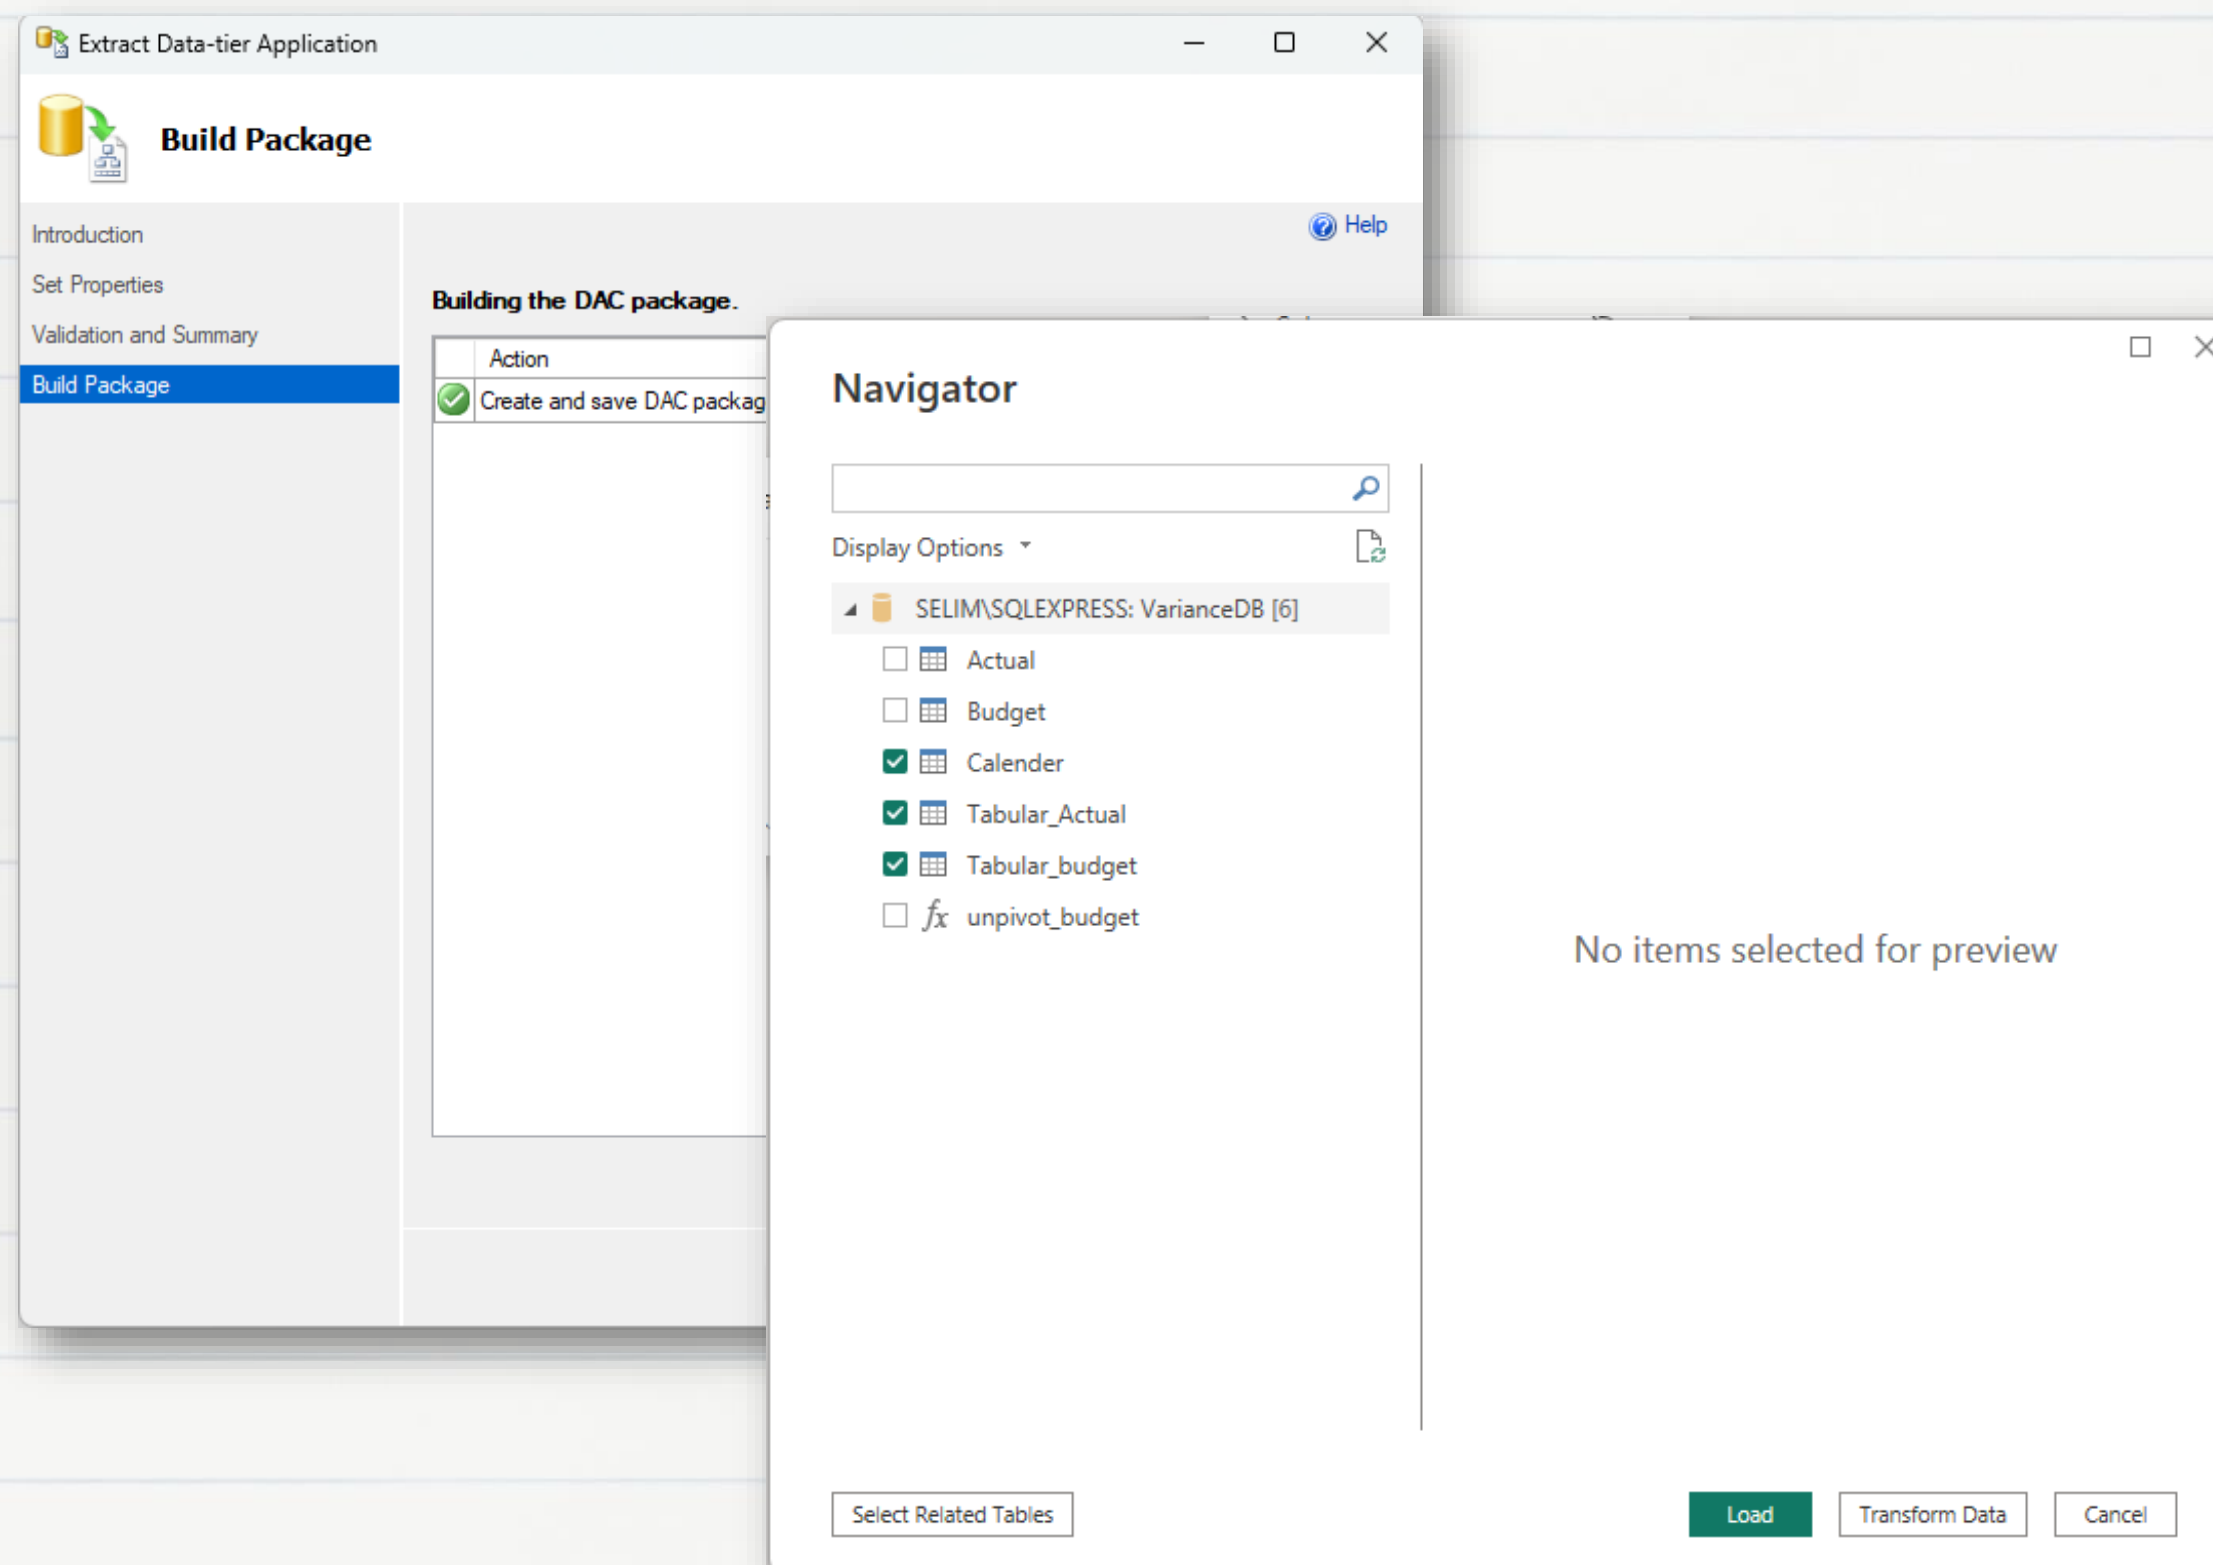 Extract Data-tier Application
Build Package
Introduction
Set Properties
Validation and Summary
Build Package
Help
Building the DAC package.
Action
Create and save DAC packag
Navigator
Display Options
SELIM\SQLEXPRESS: VarianceDB [6]
Actual
Budget
Calender
Tabular_Actual
Tabular_budget
fx unpivot_budget
No items selected for preview
Select Related Tables
Load
Transform Data
Cancel